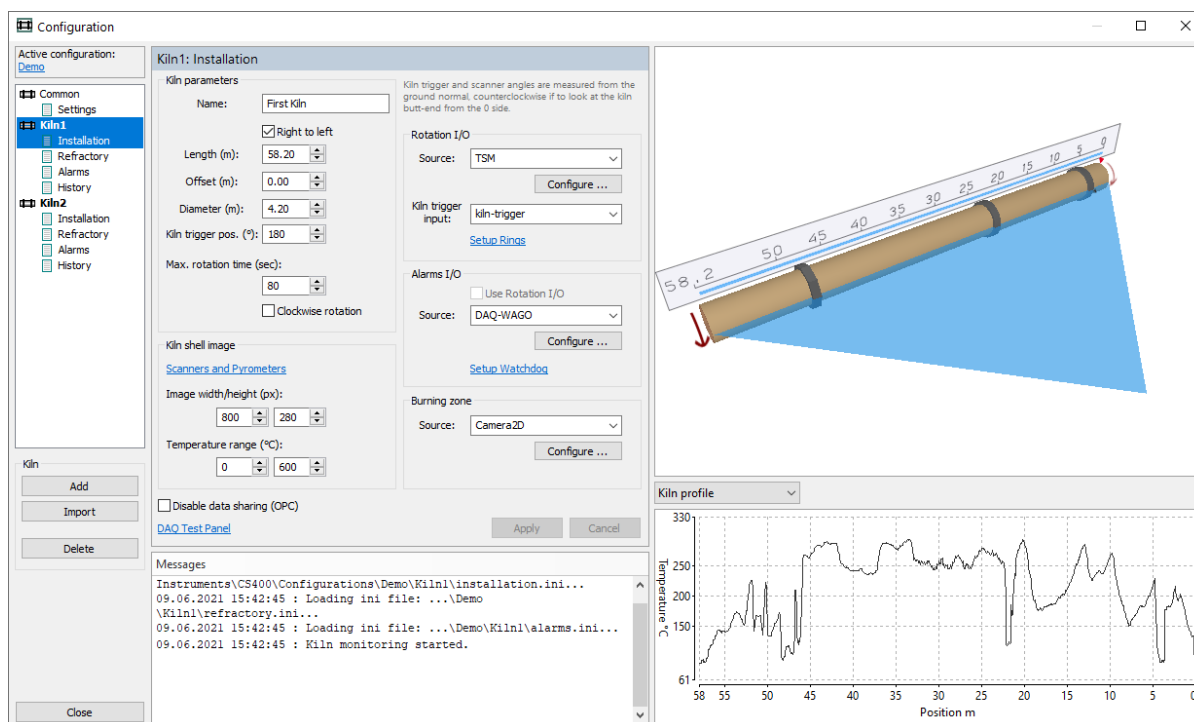 Configuration
Active configuration:
Demo
Common
Settings
Kiln1
Installation
Refractory
Alarms
History
Kiln2
Installation
Refractory
Alarms
History
Kiln
Add
Import
Delete
Close
Kiln1: Installation
Kiln parameters
Name: First Kiln
Right to left
Length (m): 58.20
Offset (m): 0.00
Diameter (m): 4.20
Kiln trigger pos. (º): 180
Max. rotation time (sec):
80
Clockwise rotation
Kiln shell image
Scanners and Pyrometers
Image width/height (px):
800 280
Temperature range (°C):
0 600
Disable data sharing (OPC)
DAQ Test Panel
Kiln trigger and scanner angles are measured from the
ground normal, counterclockwise if to look at the kiln
butt-end from the 0 side.
Rotation I/O
Source: TSM
Configure ...
Kiln trigger
input: kiln-trigger
Setup Rings
Alarms I/O
Use Rotation I/O
Source: DAQ-WAGO
Configure ...
Setup Watchdog
Burning zone
Source: Camera2D
Configure ...
Apply Cancel
Messages
Instruments\CS400\Configurations\Demo\Kiln1\installation.ini...
09.06.2021 15:42:45 : Loading ini file: ...\Demo
\Kiln1\refractory.ini...
09.06.2021 15:42:45 : Loading ini file: ...\Demo\Kiln1\alarms.ini...
09.06.2021 15:42:45 : Kiln monitoring started.
58.2 50 45 40 35 30 25 20 15 10 5 0
Kiln profile
Temperature °C
330
250
200
150
61
58 55 50 45 40 35 30 25 20 15 10 5 0
Position m